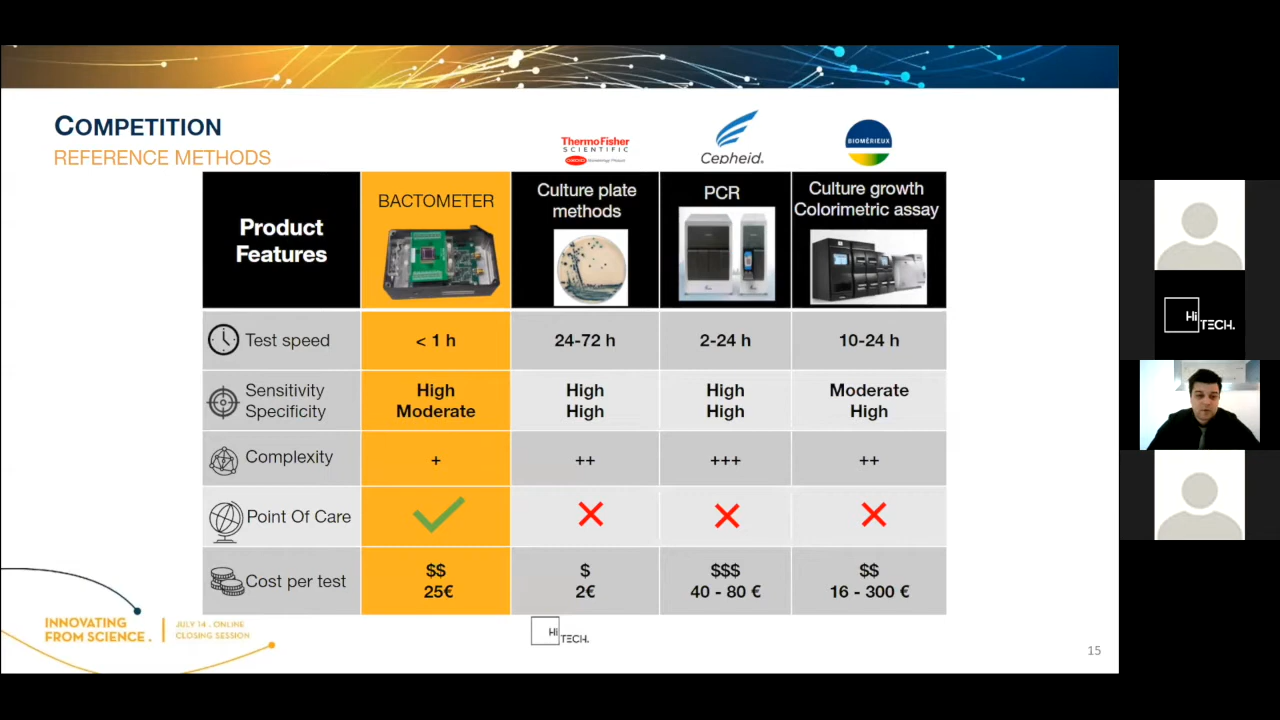 COMPETITION
REFERENCE METHODS
ThermoFisher
SCIENTIFIC
Cepheid.
BIOMÉRIEUX
Product
Features
BACTOMETER
Culture plate
methods
PCR
Culture growth
Colorimetric assay
Test speed
< 1 h
24-72 h
2-24 h
10-24 h
Sensitivity
Specificity
High
Moderate
High
High
High
High
Moderate
High
Complexity
+
++
+++
++
Point Of Care
Cost per test
$$
25€
$
2€
$$$
40 - 80 €
$$
16 - 300 €
INNOVATING
FROM SCIENCE.
JULY 14 . ONLINE
CLOSING SESSION
Hi
TECH.
15
Hi
TECH.